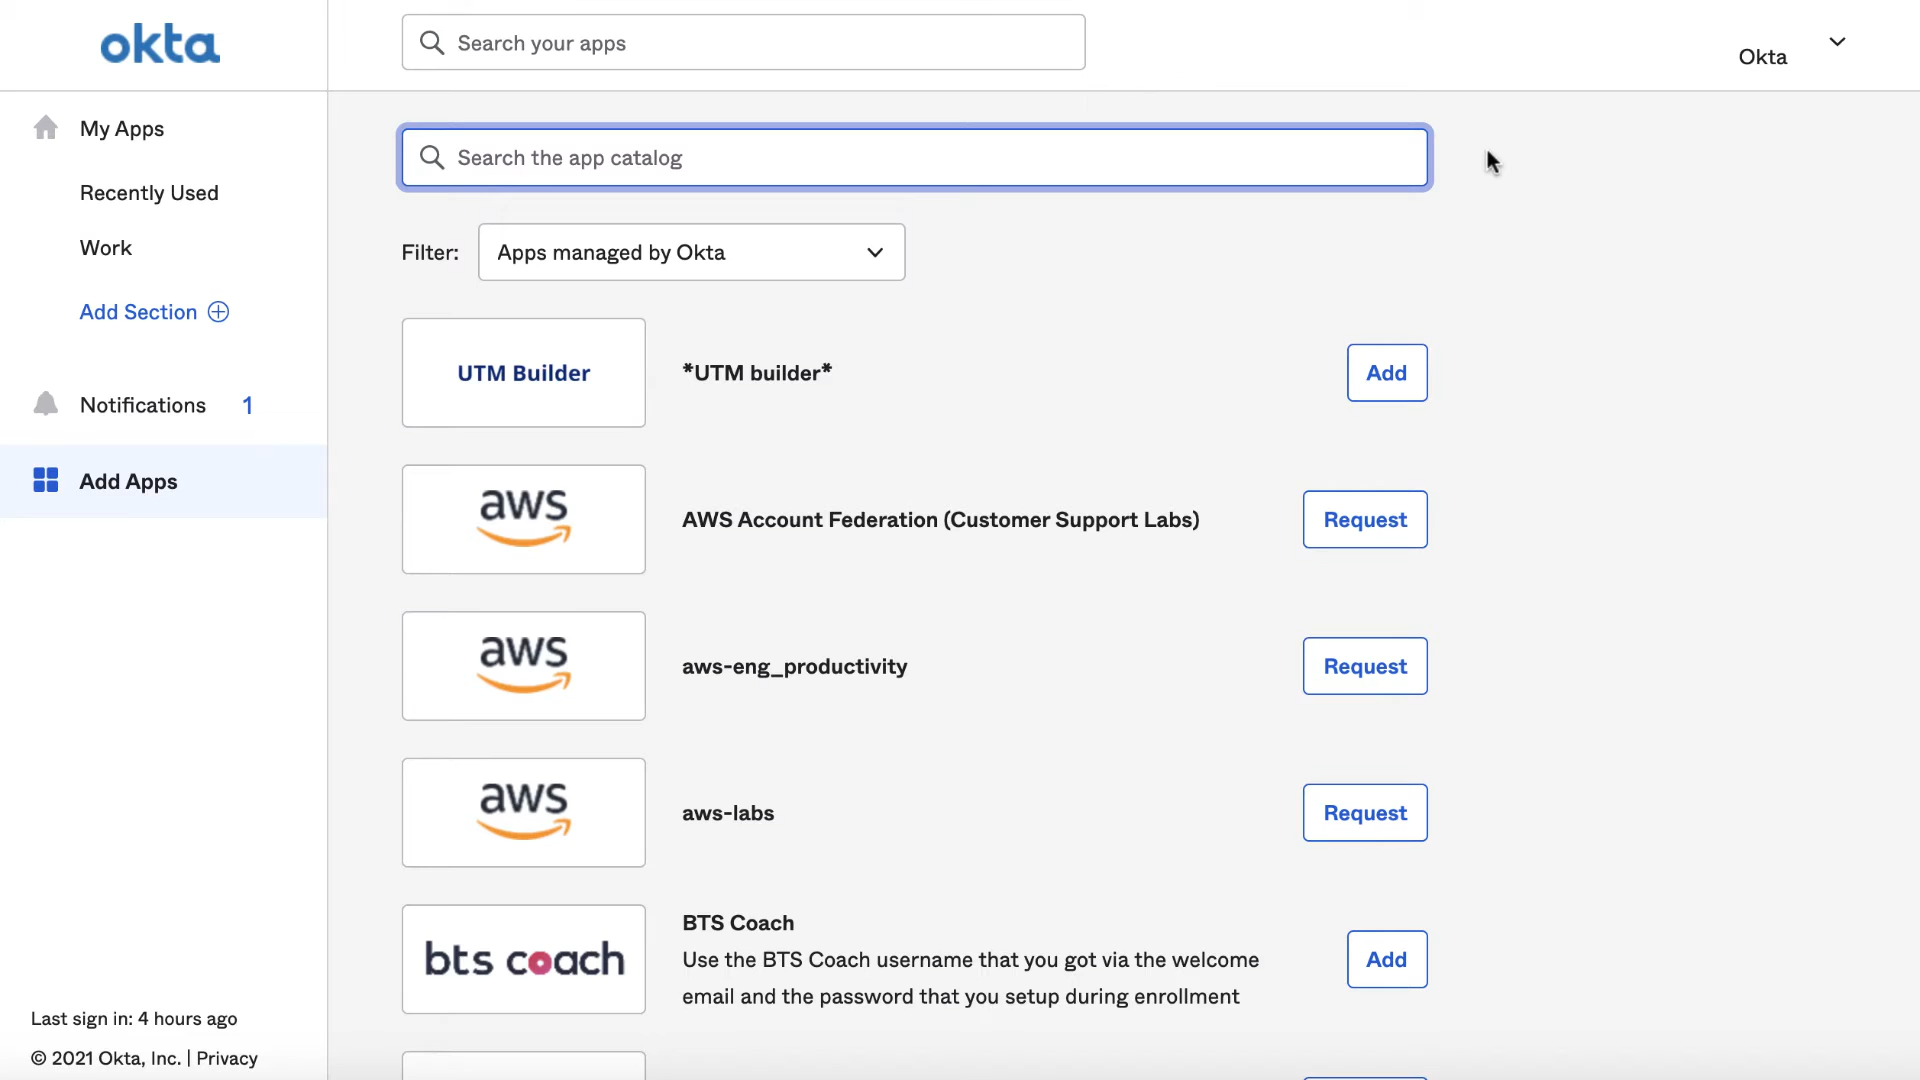 okta
Search your apps
Okta
My Apps
Recently Used
Work
Add Section
Notifications 1
Add Apps
Last sign in: 4 hours ago
© 2021 Okta, Inc. | Privacy
Search the app catalog
Filter: Apps managed by Okta
UTM Builder
*UTM builder*
Add
aws
AWS Account Federation (Customer Support Labs)
Request
aws
aws-eng_productivity
Request
aws
aws-labs
Request
bts coach
BTS Coach
Use the BTS Coach username that you got via the welcome
email and the password that you setup during enrollment
Add